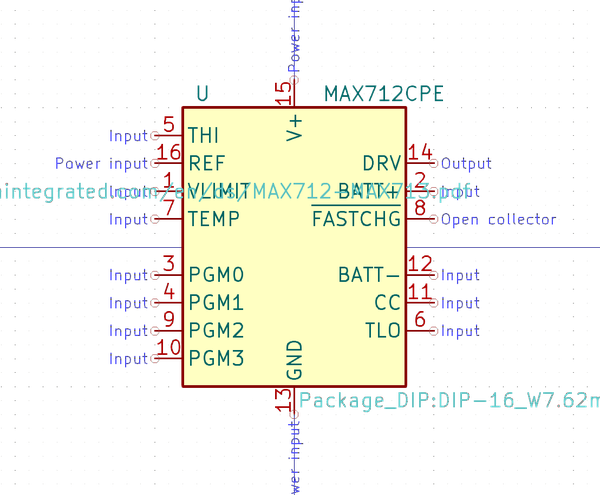 Power inp
15
U
MAX712CPE
V+
Input 5 THI
Power input 16 REF
DRV 14 Output
Input 1 VLIMIT
BATT+ 2 Input
aintegrated.com/en/ds/MAX712-MAX713.pdf
Input 7 TEMP
FASTCHG 8 Open collector
Input 3 PGM0
BATT- 12 Input
Input 4 PGM1
CC 11 Input
Input 9 PGM2
TLO 6 Input
Input 10 PGM3
GND
13
Package_DIP:DIP-16_W7.62m
wer input